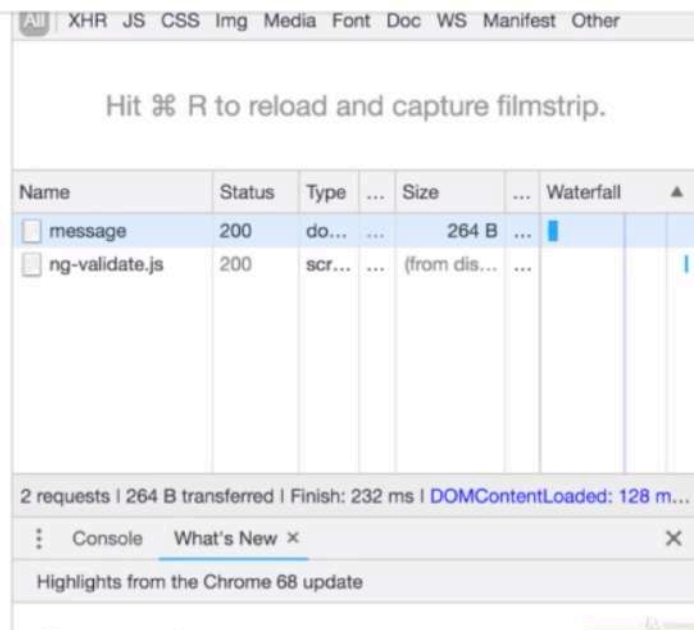 All XHR JS CSS Img Media Font Doc WS Manifest Other
Hit ⌘ R to reload and capture filmstrip.
Name Status Type ... Size ... Waterfall ▲
message 200 do... ... 264 B ...
ng-validate.js 200 scr... ... (from dis... ...
2 requests | 264 B transferred | Finish: 232 ms | DOMContentLoaded: 128 m...
⋮ Console What's New × ×
Highlights from the Chrome 68 update